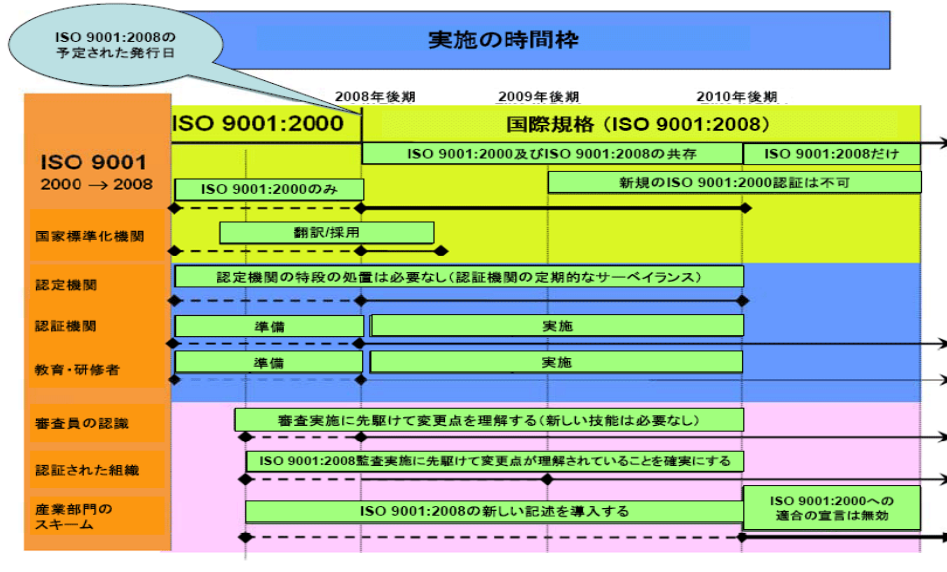 ISO 9001:2008の
予定された発行日
実施の時間枠
2008年後期
2009年後期
2010年後期
ISO 9001:2000
国際規格（ISO 9001:2008）
ISO 9001
2000 → 2008
ISO 9001:2000及びISO 9001:2008の共存
ISO 9001:2008だけ
ISO 9001:2000のみ
新規のISO 9001:2000認証は不可
国家標準化機関
翻訳/採用
認定機関
認定機関の特段の処置は必要なし（認証機関の定期的なサーベイランス）
認証機関
準備
実施
教育・研修者
準備
実施
審査員の認識
審査実施に先駆けて変更点を理解する（新しい技能は必要なし）
認証された組織
ISO 9001:2008監査実施に先駆けて変更点が理解されていることを確実にする
産業部門の
スキーム
ISO 9001:2008の新しい記述を導入する
ISO 9001:2000への
適合の宣言は無効